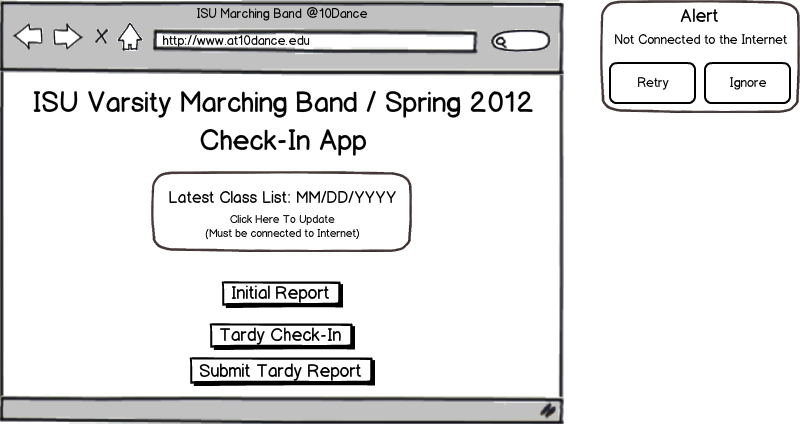 ISU Marching Band @10Dance
http://www.at10dance.edu
ISU Varsity Marching Band / Spring 2012
Check-In App
Latest Class List: MM/DD/YYYY
Click Here To Update
(Must be connected to Internet)
Initial Report
Tardy Check-In
Submit Tardy Report
Alert
Not Connected to the Internet
Retry
Ignore